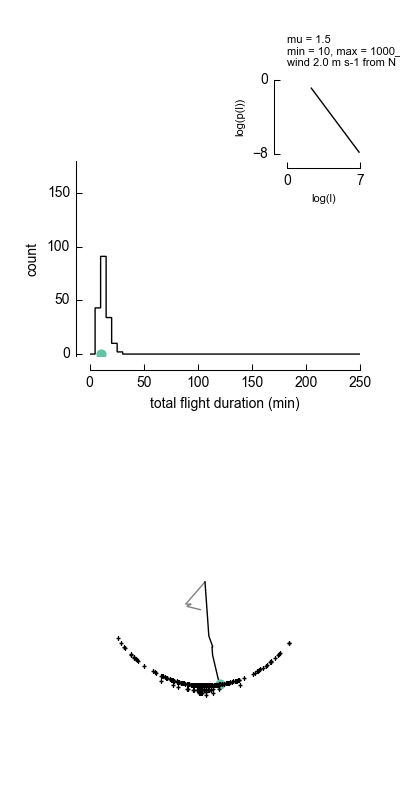 mu = 1.5
min = 10, max = 1000_
wind 2.0 m s-1 from N
0
log(p(l))
−8
0 7
log(l)
150
100
count
50
0
0 50 100 150 200 250
total flight duration (min)